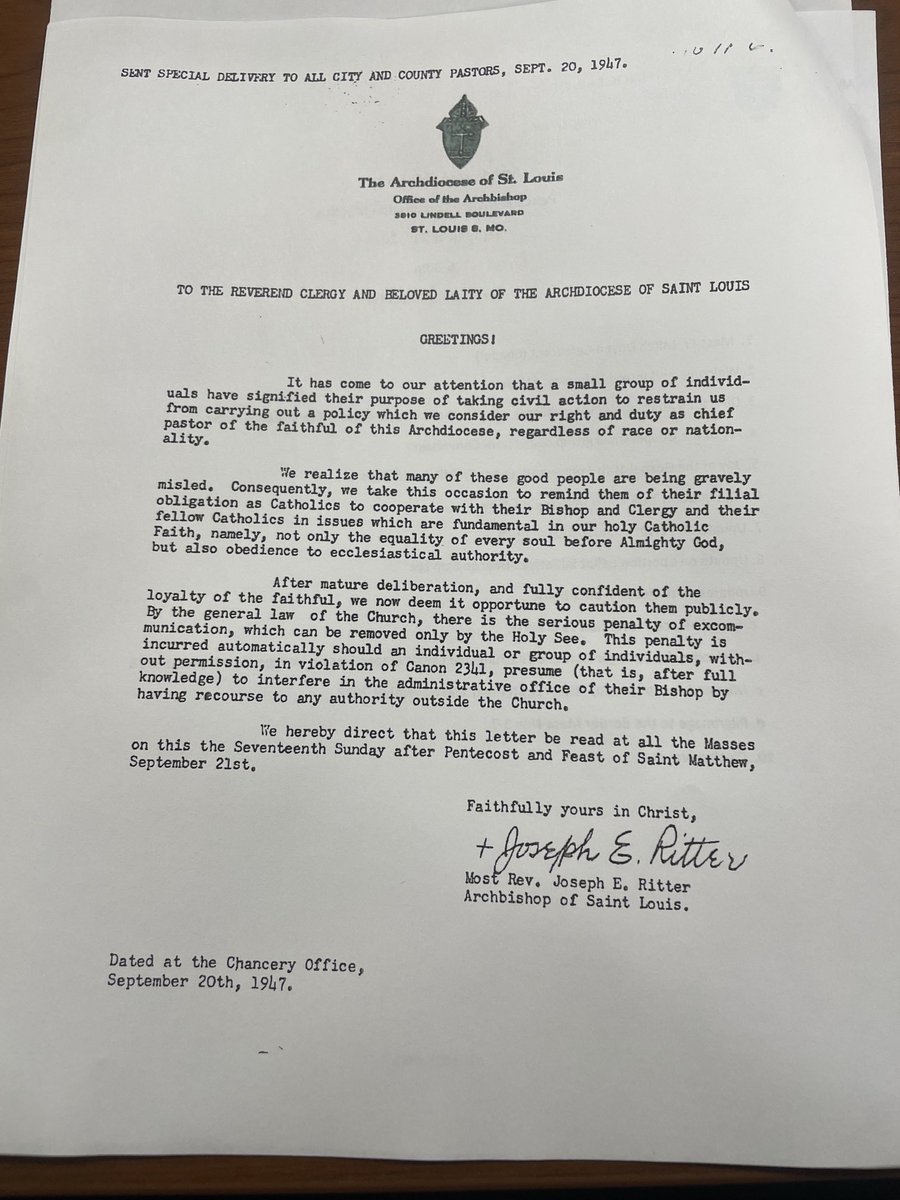 SENT SPECIAL DELIVERY TO ALL CITY AND COUNTY PASTORS, SEPT. 20, 1947.
The Archdiocese of St. Louis
Office of the Archbishop
3810 LINDELL BOULEVARD
ST. LOUIS 8, MO.
TO THE REVEREND CLERGY AND BELOVED LAITY OF THE ARCHDIOCESE OF SAINT LOUIS
GREETINGS!
It has come to our attention that a small group of individ-
uals have signified their purpose of taking civil action to restrain us
from carrying out a policy which we consider our right and duty as chief
pastor of the faithful of this Archdiocese, regardless of race or nation-
ality.
We realize that many of these good people are being gravely
misled. Consequently, we take this occasion to remind them of their filial
obligation as Catholics to cooperate with their Bishop and Clergy and their
fellow Catholics in issues which are fundamental in our holy Catholic
Faith, namely, not only the equality of every soul before Almighty God,
but also obedience to ecclesiastical authority.
After mature deliberation, and fully confident of the
loyalty of the faithful, we now deem it opportune to caution them publicly.
By the general law of the Church, there is the serious penalty of excom-
munication, which can be removed only by the Holy See. This penalty is
incurred automatically should an individual or group of individuals, with-
out permission, in violation of Canon 2341, presume (that is, after full
knowledge) to interfere in the administrative office of their Bishop by
having recourse to any authority outside the Church.
We hereby direct that this letter be read at all the Masses
on this the Seventeenth Sunday after Pentecost and Feast of Saint Matthew,
September 21st.
Faithfully yours in Christ,
+ Joseph E. Ritter
Most Rev. Joseph E. Ritter
Archbishop of Saint Louis.
Dated at the Chancery Office,
September 20th, 1947.